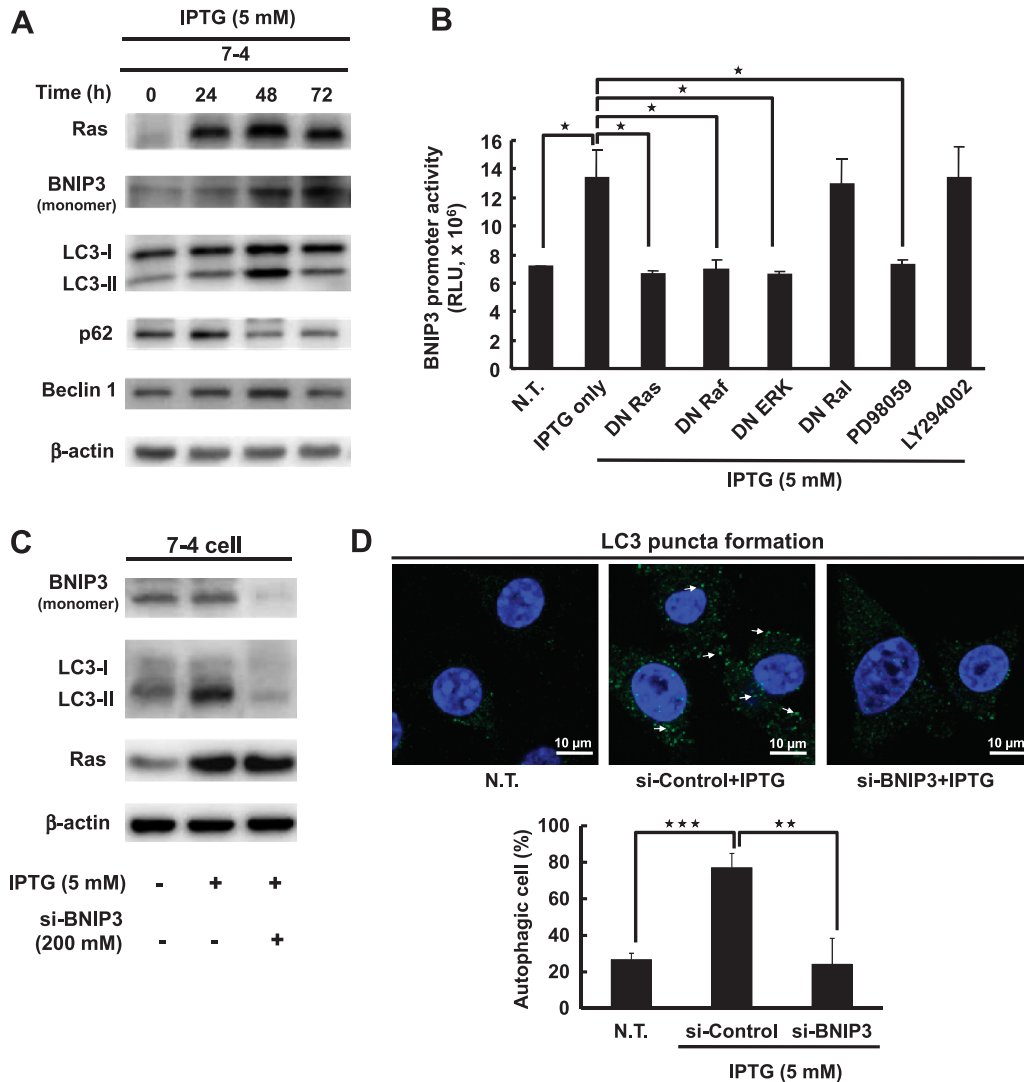 A
IPTG (5 mM)
7-4
Time (h) 0 24 48 72
Ras
BNIP3
(monomer)
LC3-I
LC3-II
p62
Beclin 1
β-actin
B
BNIP3 promoter activity
(RLU, x 10⁶)
16
14
12
10
8
6
4
2
0
★ ★ ★ ★ ★
N.T. IPTG only DN Ras DN Raf DN ERK DN Ral PD98059 LY294002
IPTG (5 mM)
C
7-4 cell
BNIP3
(monomer)
LC3-I
LC3-II
Ras
β-actin
IPTG (5 mM) - + +
si-BNIP3
(200 mM) - - +
D
LC3 puncta formation
10 µm 10 µm 10 µm
N.T. si-Control+IPTG si-BNIP3+IPTG
Autophagic cell (%)
100
80
60
40
20
0
★★★ ★★
N.T. si-Control si-BNIP3
IPTG (5 mM)